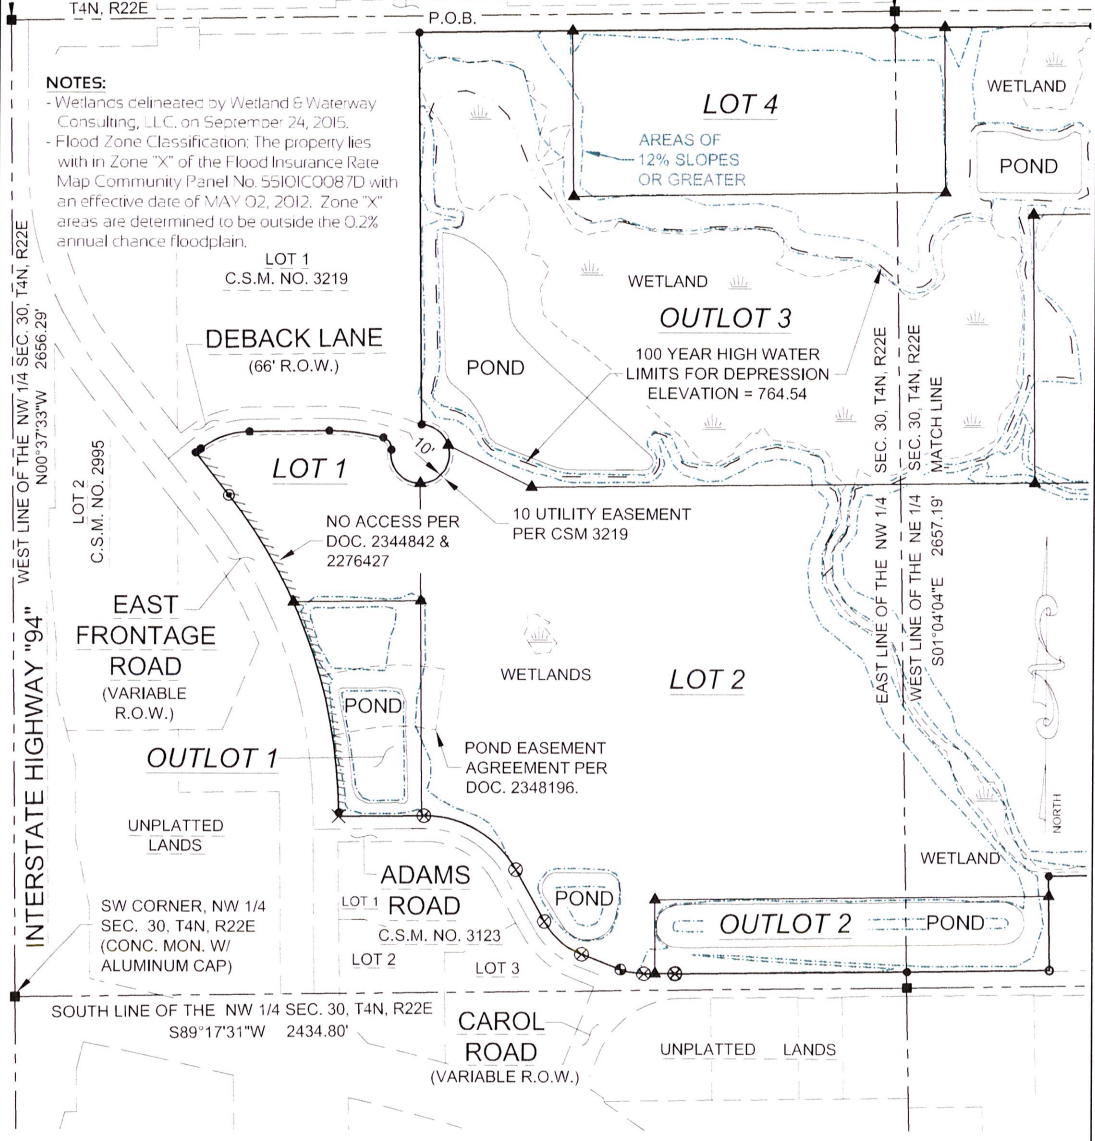 T4N, R22E
P.O.B.
NOTES:
- Wetlands delineated by Wetland & Waterway
Consulting, LLC. on September 24, 2015.
- Flood Zone Classification: The property lies
with in Zone "X" of the Flood Insurance Rate
Map Community Panel No. 55101C0087D with
an effective date of MAY 02, 2012. Zone "X"
areas are determined to be outside the 0.2%
annual chance floodplain.
LOT 4
AREAS OF
12% SLOPES
OR GREATER
WETLAND
POND
LOT 1
C.S.M. NO. 3219
DEBACK LANE
(66' R.O.W.)
WETLAND
OUTLOT 3
100 YEAR HIGH WATER
LIMITS FOR DEPRESSION
ELEVATION = 764.54
POND
WEST LINE OF THE NW 1/4 SEC. 30, T4N, R22E
N00°37'33"W 2656.29'
INTERSTATE HIGHWAY "94"
LOT 2
C.S.M. NO. 2995
LOT 1
10'
NO ACCESS PER
DOC. 2344842 &
2276427
10 UTILITY EASEMENT
PER CSM 3219
EAST LINE OF THE NW 1/4 SEC. 30, T4N, R22E
WEST LINE OF THE NE 1/4 SEC. 30, T4N, R22E
S01°04'04"E 2657.19' MATCH LINE
EAST
FRONTAGE
ROAD
(VARIABLE
R.O.W.)
WETLANDS
LOT 2
POND
OUTLOT 1
POND EASEMENT
AGREEMENT PER
DOC. 2348196.
NORTH
UNPLATTED
LANDS
WETLAND
ADAMS
ROAD
LOT 1
C.S.M. NO. 3123
LOT 2
LOT 3
POND
OUTLOT 2
POND
SW CORNER, NW 1/4
SEC. 30, T4N, R22E
(CONC. MON. W/
ALUMINUM CAP)
SOUTH LINE OF THE NW 1/4 SEC. 30, T4N, R22E
S89°17'31"W 2434.80'
CAROL
ROAD
(VARIABLE R.O.W.)
UNPLATTED LANDS